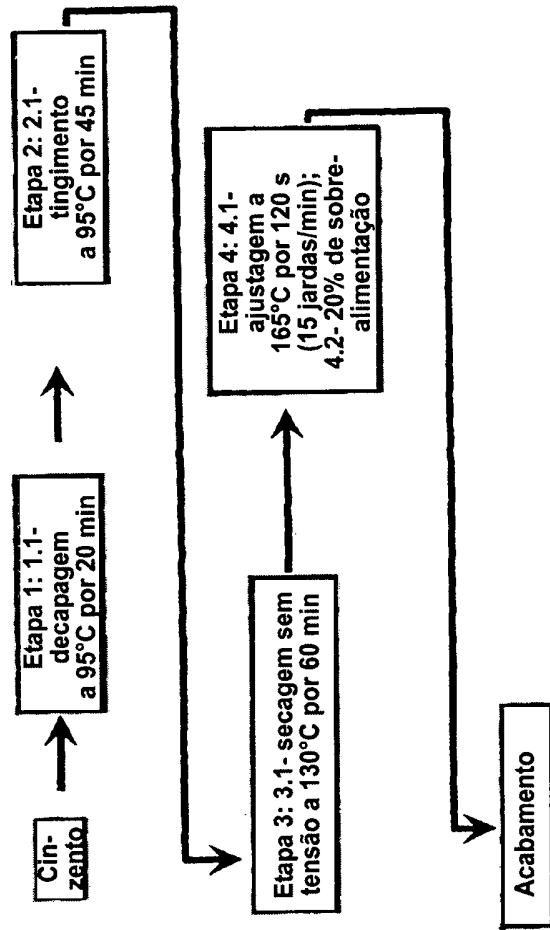 Cin-
zento
Etapa 1: 1.1-
decapagem
a 95°C por 20 min
Etapa 2: 2.1-
tingimento
a 95°C por 45 min
Etapa 3: 3.1- secagem sem
tensão a 130°C por 60 min
Etapa 4: 4.1-
ajustagem a
165°C por 120 s
(15 jardas/min);
4.2- 20% de sobre-
alimentação
Acabamento